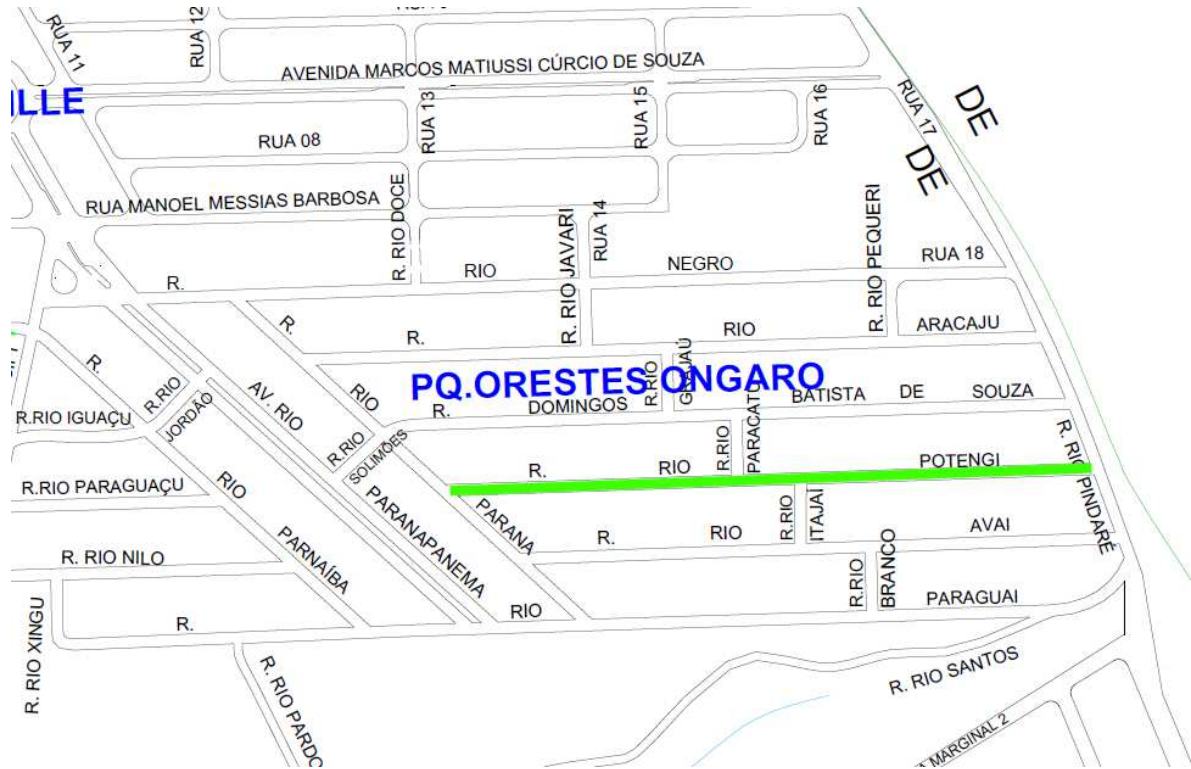 RUA 11
RUA 12
AVENIDA MARCOS MATIUSSI CÚRCIO DE SOUZA
ILLE
RUA 13
RUA 15
RUA 16
RUA 17
DE
DE
RUA 08
RUA MANOEL MESSIAS BARBOSA
R. RIO DOCE
R. RIO JAVARI
RUA 14
R. RIO PEQUERI
R. RIO NEGRO
RUA 18
R. RIO ARACAJU
R. RIO PARANA
PQ.ORESTES ONGARO
R.RIO GUAJAÚ
R. DOMINGOS BATISTA DE SOUZA
R. RIO PARNAÍBA
R.RIO JORDÃO
AV. RIO PARANAPANEMA
R.RIO SOLIMÕES
R.RIO IGUAÇU
R.RIO PARACATU
R. RIO POTENGI
R. RIO PINDARÉ
R.RIO PARAGUAÇU
R.RIO ITAJAÍ
R. RIO AVAI
R. RIO NILO
R.RIO BRANCO
R. RIO PARAGUAI
R. RIO XINGU
R. RIO PARDO
R. RIO SANTOS
MARGINAL 2